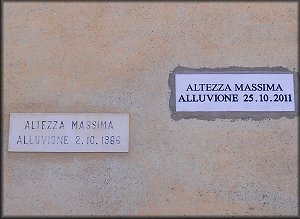 ALTEZZA MASSIMA
ALLUVIONE 25.10.2011
ALTEZZA MASSIMA
ALLUVIONE 2.10.1966